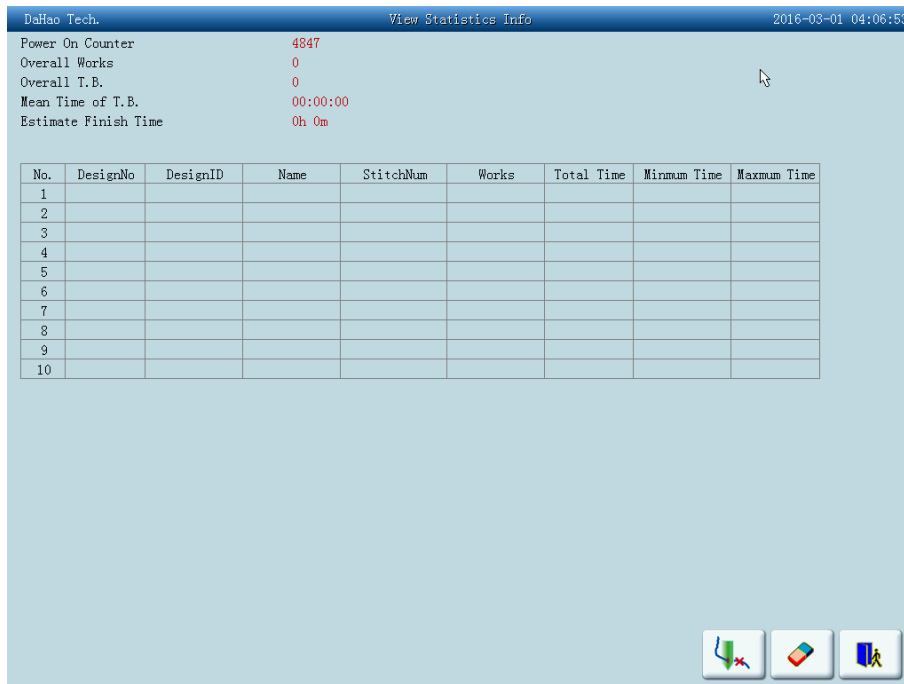 DaHao Tech. View Statistics Info 2016-03-01 04:06:53
Power On Counter 4847
Overall Works 0
Overall T.B. 0
Mean Time of T.B. 00:00:00
Estimate Finish Time 0h 0m
No. DesignNo DesignID Name StitchNum Works Total Time Minmum Time Maxmum Time
1
2
3
4
5
6
7
8
9
10